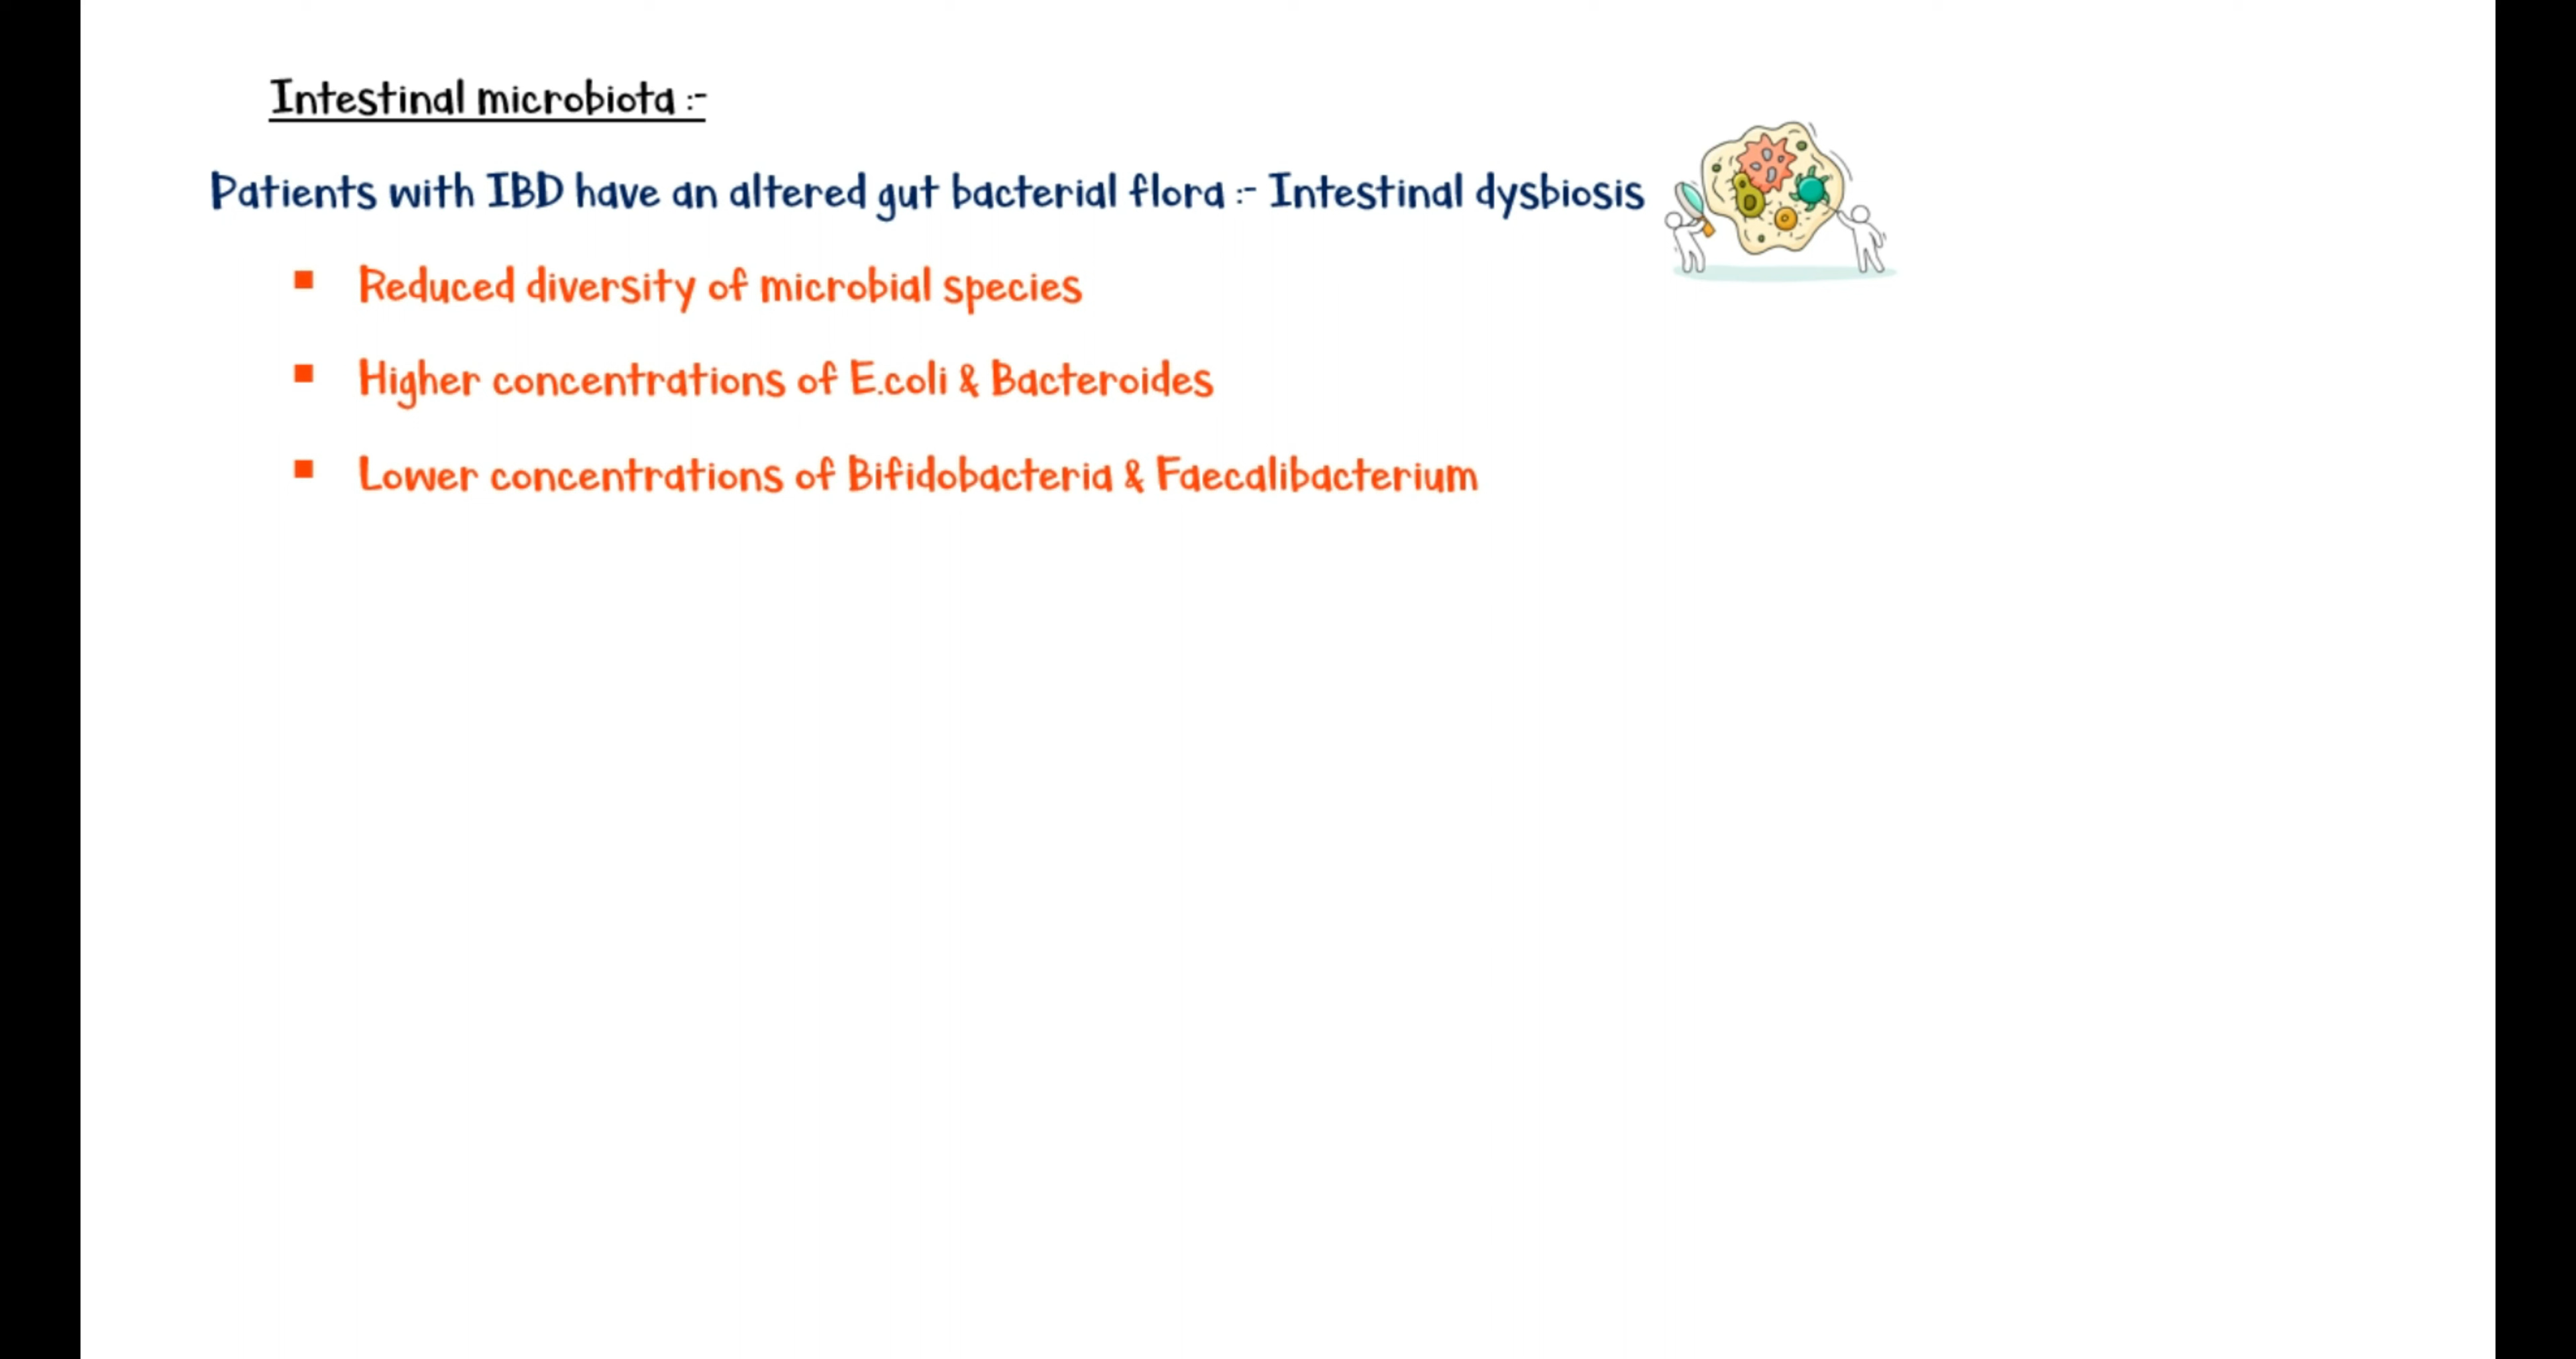 Intestinal microbiota :-
Patients with IBD have an altered gut bacterial flora :- Intestinal dysbiosis
▪ Reduced diversity of microbial species
▪ Higher concentrations of E.coli & Bacteroides
▪ Lower concentrations of Bifidobacteria & Faecalibacterium